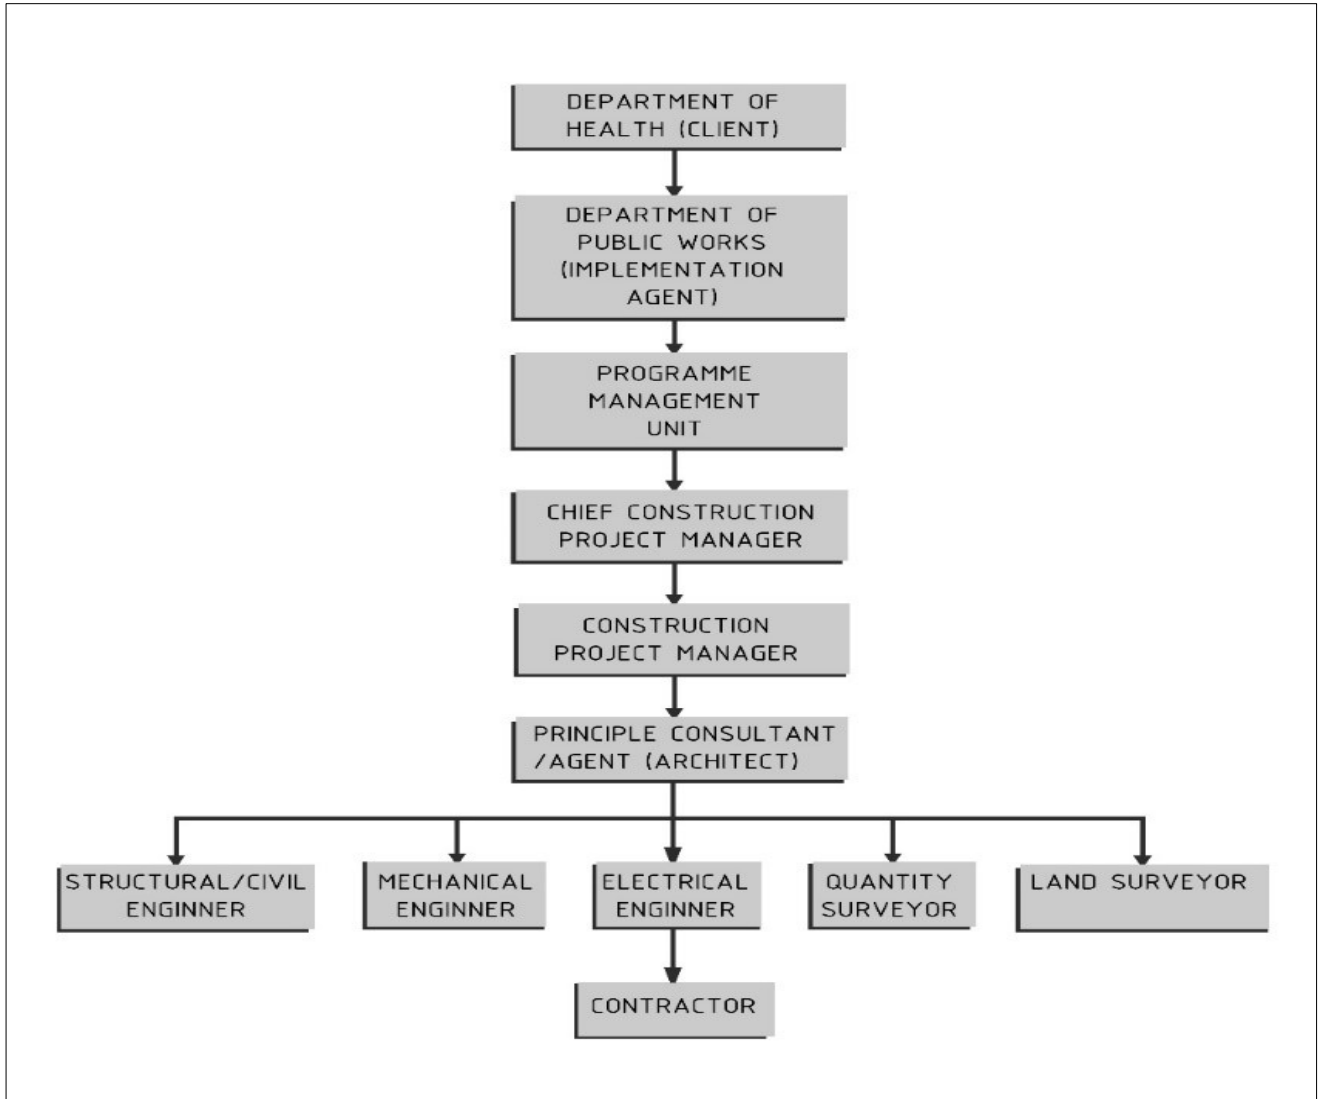 DEPARTMENT OF
HEALTH (CLIENT)
DEPARTMENT OF
PUBLIC WORKS
(IMPLEMENTATION
AGENT)
PROGRAMME
MANAGEMENT
UNIT
CHIEF CONSTRUCTION
PROJECT MANAGER
CONSTRUCTION
PROJECT MANAGER
PRINCIPLE CONSULTANT
/AGENT (ARCHITECT)
STRUCTURAL/CIVIL
ENGINNER
MECHANICAL
ENGINNER
ELECTRICAL
ENGINNER
QUANTITY
SURVEYOR
LAND SURVEYOR
CONTRACTOR